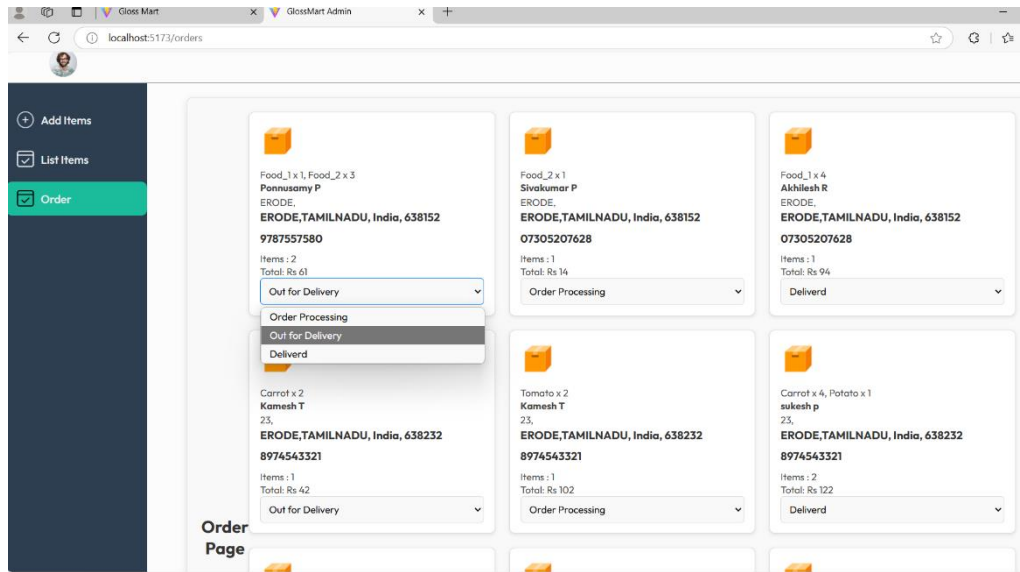 Gloss Mart
GlossMart Admin
localhost:5173/orders
Add Items
List Items
Order
Food_1 x 1, Food_2 x 3
Ponnusamy P
ERODE,
ERODE,TAMILNADU, India, 638152
9787557580
Items : 2
Total: Rs 61
Out for Delivery
Order Processing
Out for Delivery
Deliverd
Food_2 x 1
Sivakumar P
ERODE,
ERODE,TAMILNADU, India, 638152
07305207628
Items : 1
Total: Rs 14
Order Processing
Food_1 x 4
Akhilesh R
ERODE,
ERODE,TAMILNADU, India, 638152
07305207628
Items : 1
Total: Rs 94
Deliverd
Carrot x 2
Kamesh T
23,
ERODE,TAMILNADU, India, 638232
8974543321
Items : 1
Total: Rs 42
Out for Delivery
Tomato x 2
Kamesh T
23,
ERODE,TAMILNADU, India, 638232
8974543321
Items : 1
Total: Rs 102
Order Processing
Carrot x 4, Potato x 1
sukesh p
23,
ERODE,TAMILNADU, India, 638232
8974543321
Items : 2
Total: Rs 122
Deliverd
Order
Page